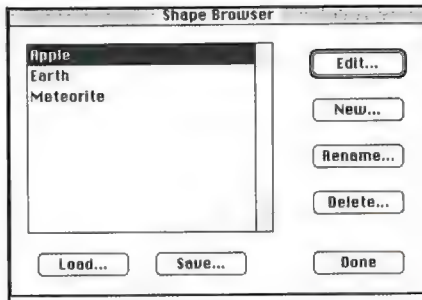 Shape Browser
Apple
Earth
Meteorite
Edit...
New...
Rename...
Delete...
Load...
Save...
Done